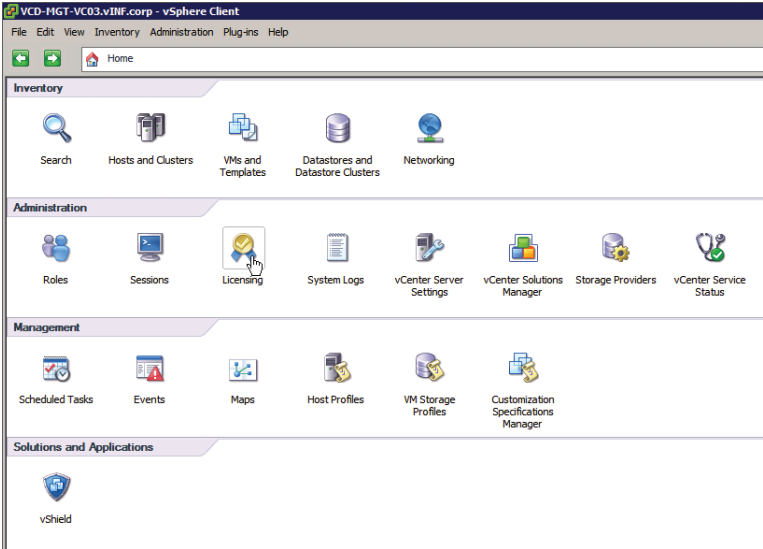 VCD-MGT-VC03.vINF.corp - vSphere Client
File Edit View Inventory Administration Plug-ins Help
Home
Inventory
Search Hosts and Clusters VMs and Datastores and Networking
Templates Datastore Clusters
Administration
Roles Sessions Licensing System Logs vCenter Server vCenter Solutions Storage Providers vCenter Service
Settings Manager Status
Management
Scheduled Tasks Events Maps Host Profiles VM Storage Customization
Profiles Specifications
Manager
Solutions and Applications
vShield